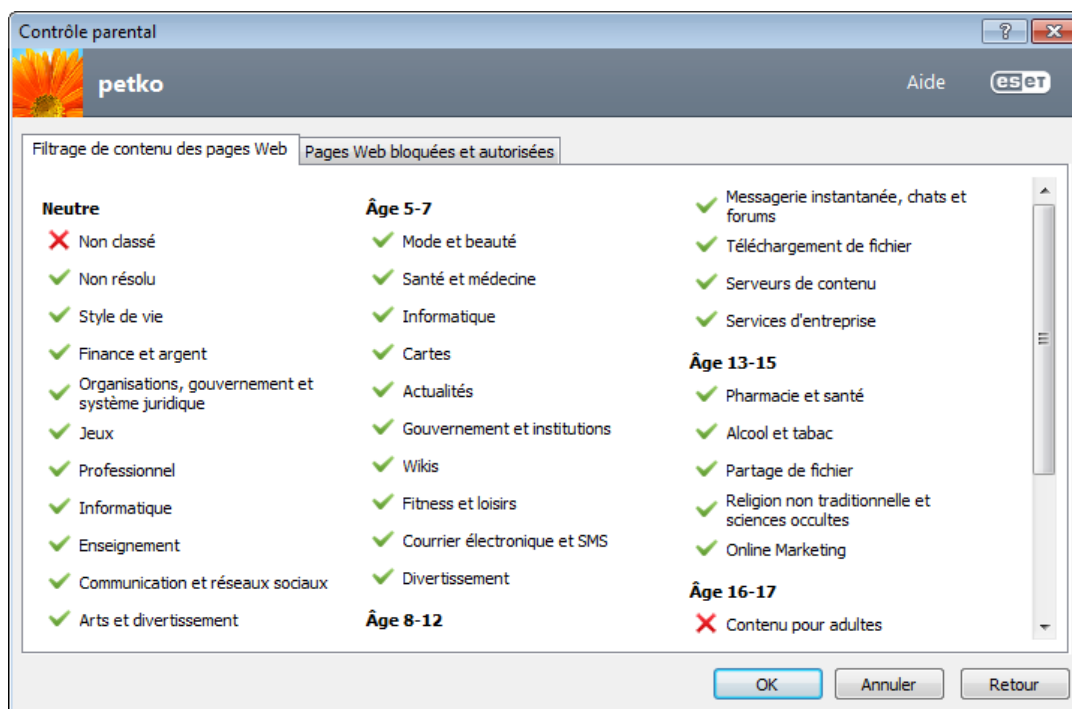 Contrôle parental
petko
Aide
eset
Filtrage de contenu des pages Web
Pages Web bloquées et autorisées
Neutre
Non classé
Non résolu
Style de vie
Finance et argent
Organisations, gouvernement et
système juridique
Jeux
Professionnel
Informatique
Enseignement
Communication et réseaux sociaux
Arts et divertissement
Âge 5-7
Mode et beauté
Santé et médecine
Informatique
Cartes
Actualités
Gouvernement et institutions
Wikis
Fitness et loisirs
Courrier électronique et SMS
Divertissement
Âge 8-12
Messagerie instantanée, chats et
forums
Téléchargement de fichier
Serveurs de contenu
Services d'entreprise
Âge 13-15
Pharmacie et santé
Alcool et tabac
Partage de fichier
Religion non traditionnelle et
sciences occultes
Online Marketing
Âge 16-17
Contenu pour adultes
OK
Annuler
Retour